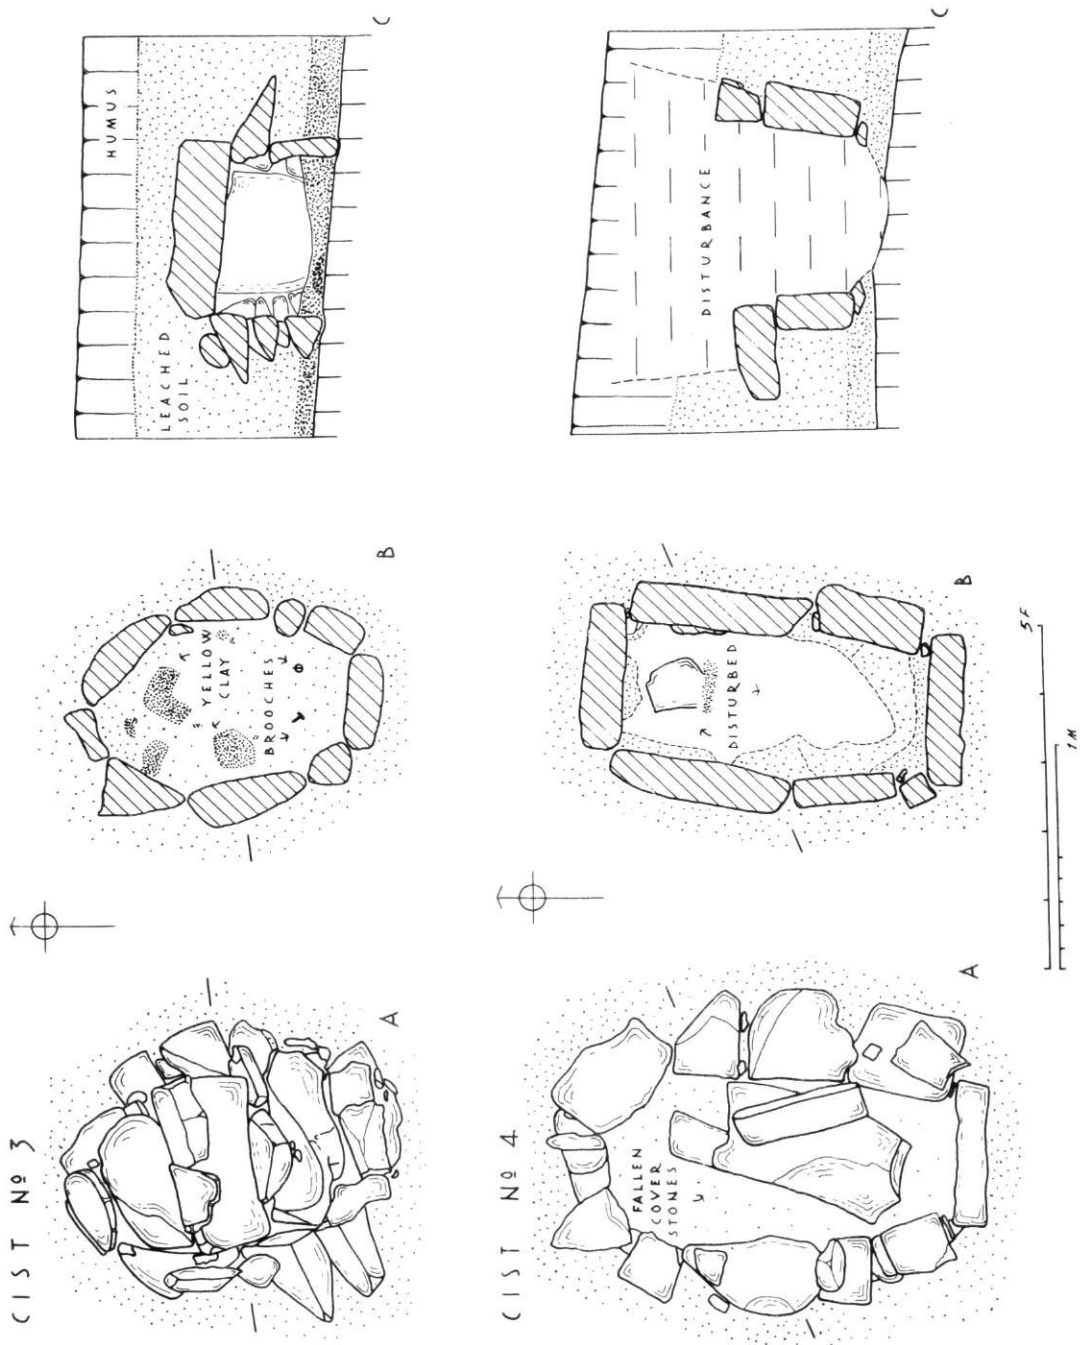 CIST Nº 3
A
YELLOW
CLAY
BROOCHES
B
HUMUS
LEACHED
SOIL
C
CIST Nº 4
FALLEN
COVER
STONES
A
DISTURBED
B
DISTURBANCE
C
5F
1M